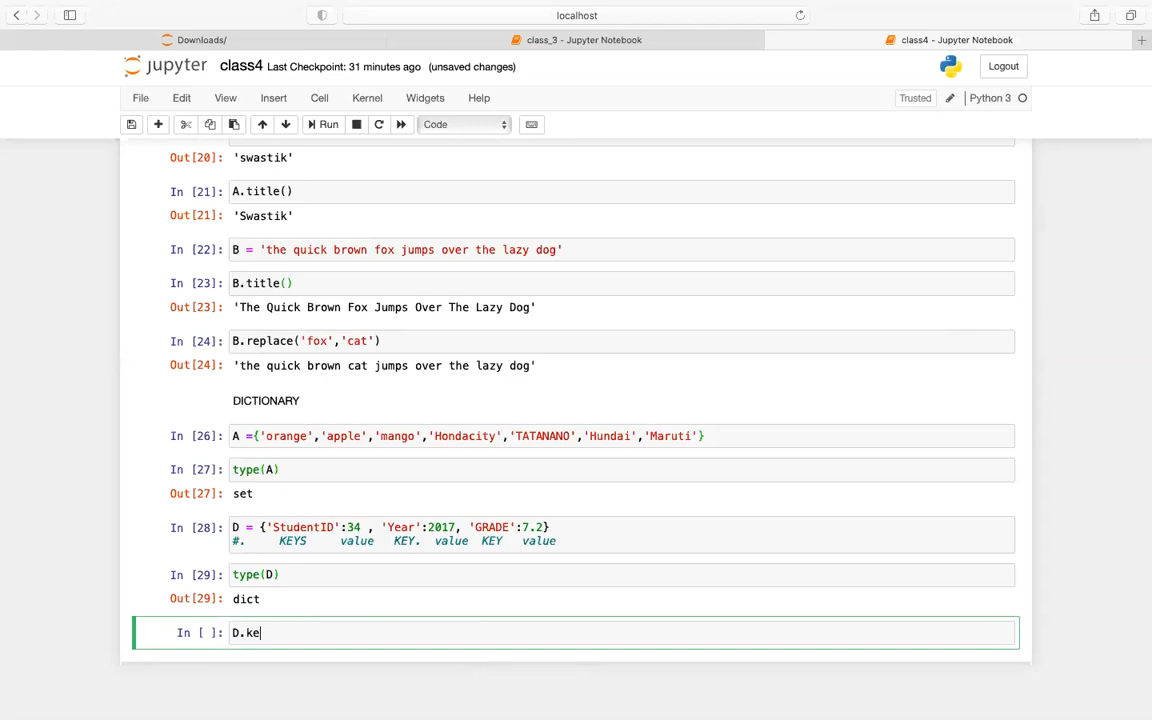 localhost
Downloads/
class_3 - Jupyter Notebook
class4 - Jupyter Notebook
jupyter class4 Last Checkpoint: 31 minutes ago (unsaved changes)
Logout
File Edit View Insert Cell Kernel Widgets Help
Trusted Python 3
Run Code
Out[20]: 'swastik'
In [21]: A.title()
Out[21]: 'Swastik'
In [22]: B = 'the quick brown fox jumps over the lazy dog'
In [23]: B.title()
Out[23]: 'The Quick Brown Fox Jumps Over The Lazy Dog'
In [24]: B.replace('fox','cat')
Out[24]: 'the quick brown cat jumps over the lazy dog'
DICTIONARY
In [26]: A ={'orange','apple','mango','Hondacity','TATANANO','Hundai','Maruti'}
In [27]: type(A)
Out[27]: set
In [28]: D = {'StudentID':34 , 'Year':2017, 'GRADE':7.2}
#. KEYS value KEY. value KEY value
In [29]: type(D)
Out[29]: dict
In [ ]: D.ke